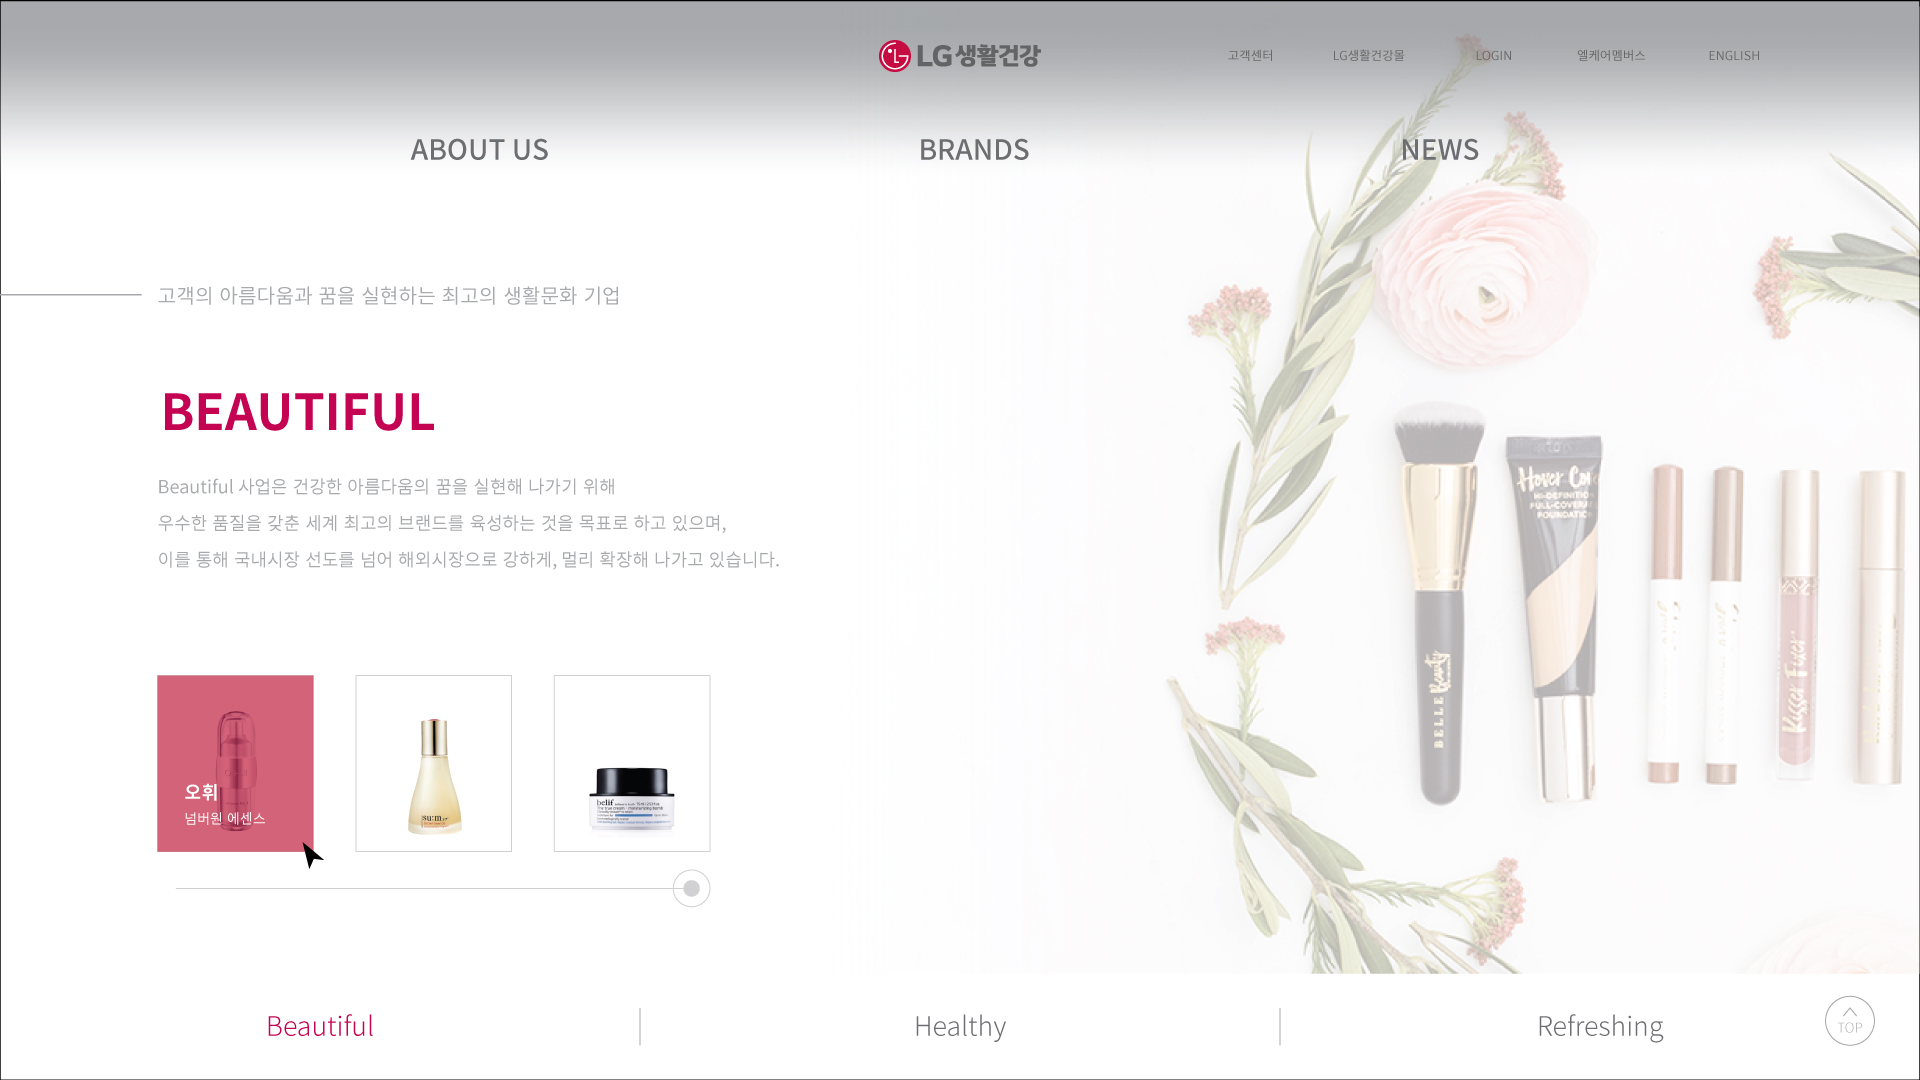 LG생활건강
고객센터
LG생활건강몰
LOGIN
엘케어멤버스
ENGLISH
ABOUT US
BRANDS
NEWS
고객의 아름다움과 꿈을 실현하는 최고의 생활문화 기업
BEAUTIFUL
Beautiful 사업은 건강한 아름다움의 꿈을 실현해 나가기 위해
우수한 품질을 갖춘 세계 최고의 브랜드를 육성하는 것을 목표로 하고 있으며,
이를 통해 국내시장 선도를 넘어 해외시장으로 강하게, 멀리 확장해 나가고 있습니다.
Hover Cover
HI-DEFINITION
FULL-COVERAGE
FOUNDATION
BELLE Beauty
Kisser Fixer
오휘
넘버원 에센스
su:m
belif
The true cream - moisturizing bomb
Beautiful
Healthy
Refreshing
TOP